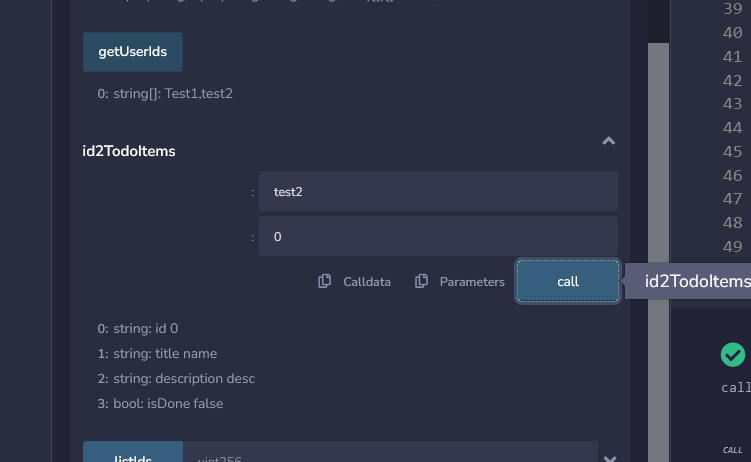 39
40
getUserIds
41
42
0: string[]: Test1,test2
43
44
id2TodoItems
45
46
: test2
47
48
: 0
49
Calldata Parameters call id2TodoItems
0: string: id 0
1: string: title name
2: string: description desc
call
3: bool: isDone false
CALL
listIds uint256